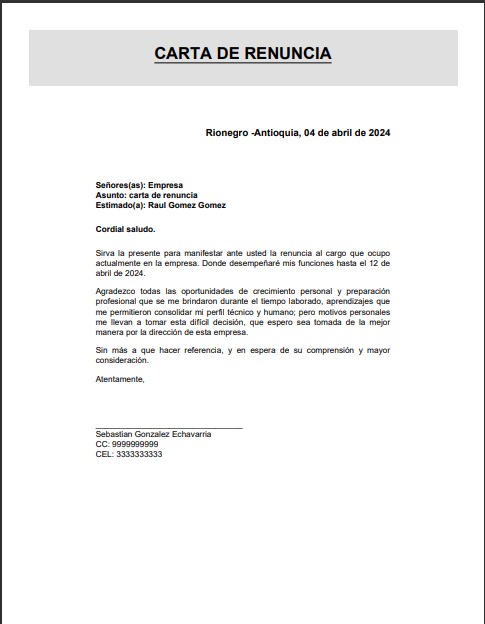 CARTA DE RENUNCIA
Rionegro -Antioquia, 04 de abril de 2024
Señores(as): Empresa
Asunto: carta de renuncia
Estimado(a): Raul Gomez Gomez
Cordial saludo.
Sirva la presente para manifestar ante usted la renuncia al cargo que ocupo
actualmente en la empresa. Donde desempeñaré mis funciones hasta el 12 de
abril de 2024.
Agradezco todas las oportunidades de crecimiento personal y preparación
profesional que se me brindaron durante el tiempo laborado, aprendizajes que
me permitieron consolidar mi perfil técnico y humano; pero motivos personales
me llevan a tomar esta difícil decisión, que espero sea tomada de la mejor
manera por la dirección de esta empresa.
Sin más a que hacer referencia, y en espera de su comprensión y mayor
consideración.
Atentamente,
Sebastian Gonzalez Echavarria
CC: 9999999999
CEL: 3333333333